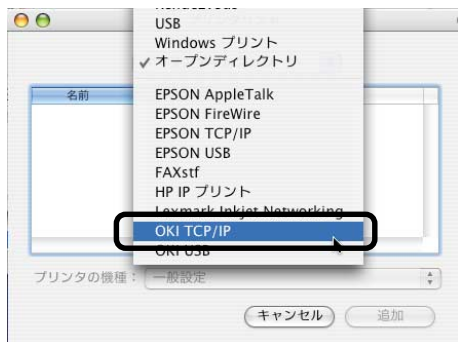 USB
Windows プリント
✓オープンディレクトリ
名前
EPSON AppleTalk
EPSON FireWire
EPSON TCP/IP
EPSON USB
FAXstf
HP IP プリント
Lexmark Inkjet Networking
OKI TCP/IP
OKI USB
プリンタの機種： 一般設定
キャンセル 追加